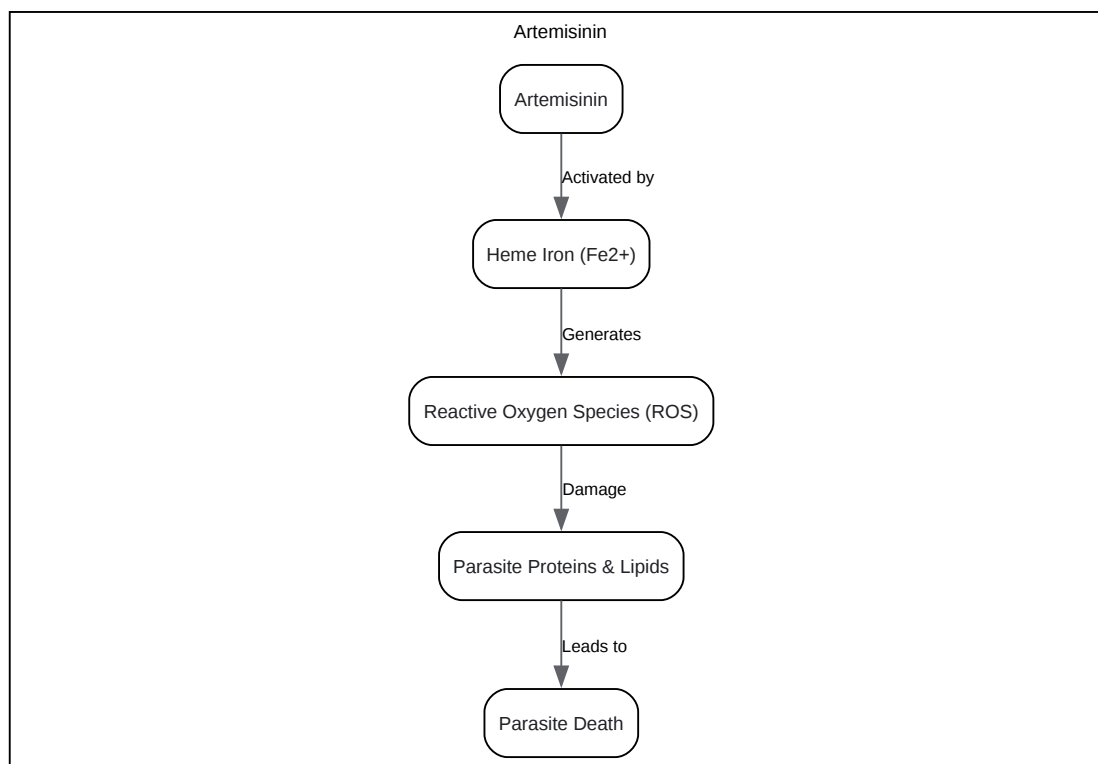 Artemisinin
Artemisinin
Activated by
Heme Iron (Fe2+)
Generates
Reactive Oxygen Species (ROS)
Damage
Parasite Proteins & Lipids
Leads to
Parasite Death